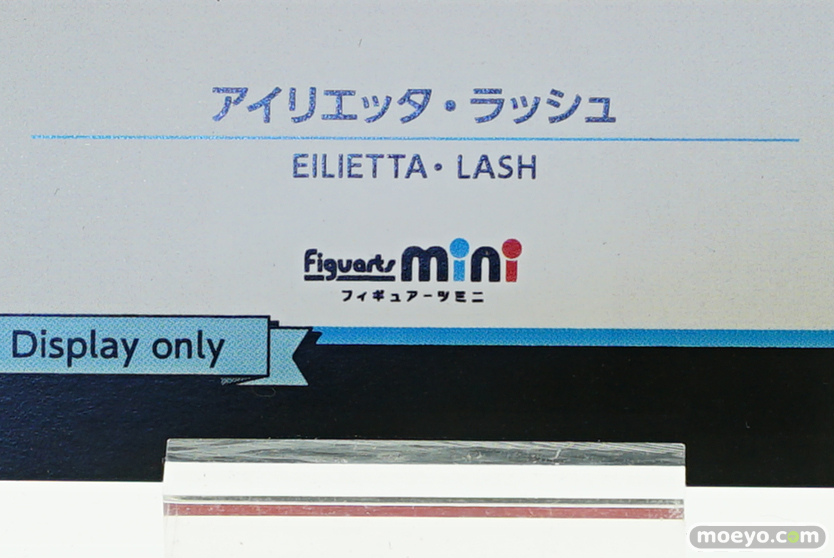 アイリエッタ・ラッシュ
EILIETTA・LASH
Figuarts mini
フィギュアーツミニ
Display only
moeyo.com